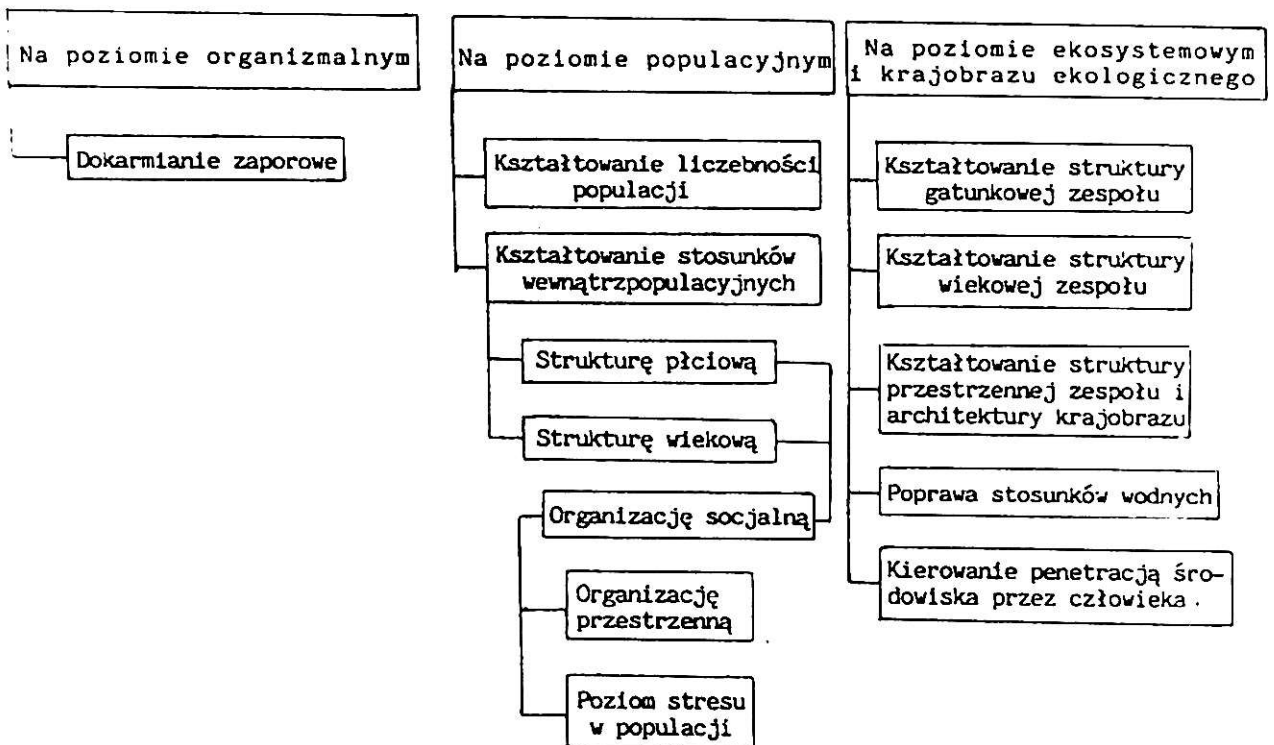 Na poziomie organizmalnym
Dokarmianie zaporowe
Na poziomie populacyjnym
Kształtowanie liczebności
populacji
Kształtowanie stosunków
wewnątrzpopulacyjnych
Strukturę płciową
Strukturę wiekową
Organizację socjalną
Organizację
przestrzenną
Poziom stresu
w populacji
Na poziomie ekosystemowym
i krajobrazu ekologicznego
Kształtowanie struktury
gatunkowej zespołu
Kształtowanie struktury
wiekowej zespołu
Kształtowanie struktury
przestrzennej zespołu i
architektury krajobrazu
Poprawa stosunków wodnych
Kierowanie penetracją śro-
dowiska przez człowieka.